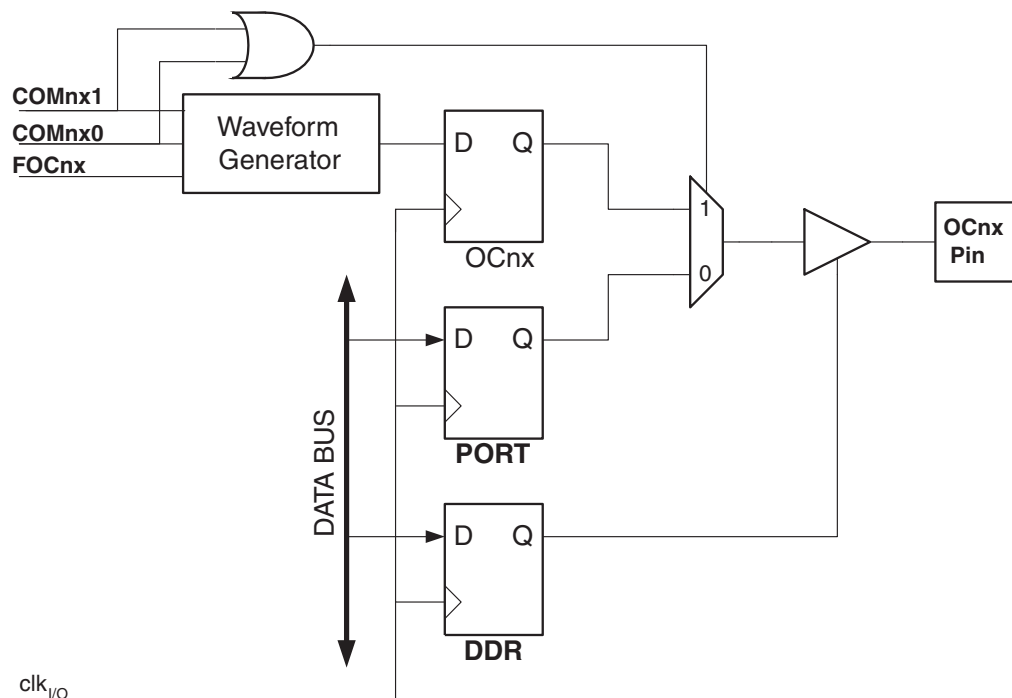 COMnx1
COMnx0
FOCnx
Waveform
Generator
D Q
OCnx
1
0
OCnx
Pin
D Q
PORT
DATA BUS
D Q
DDR
clkI/O